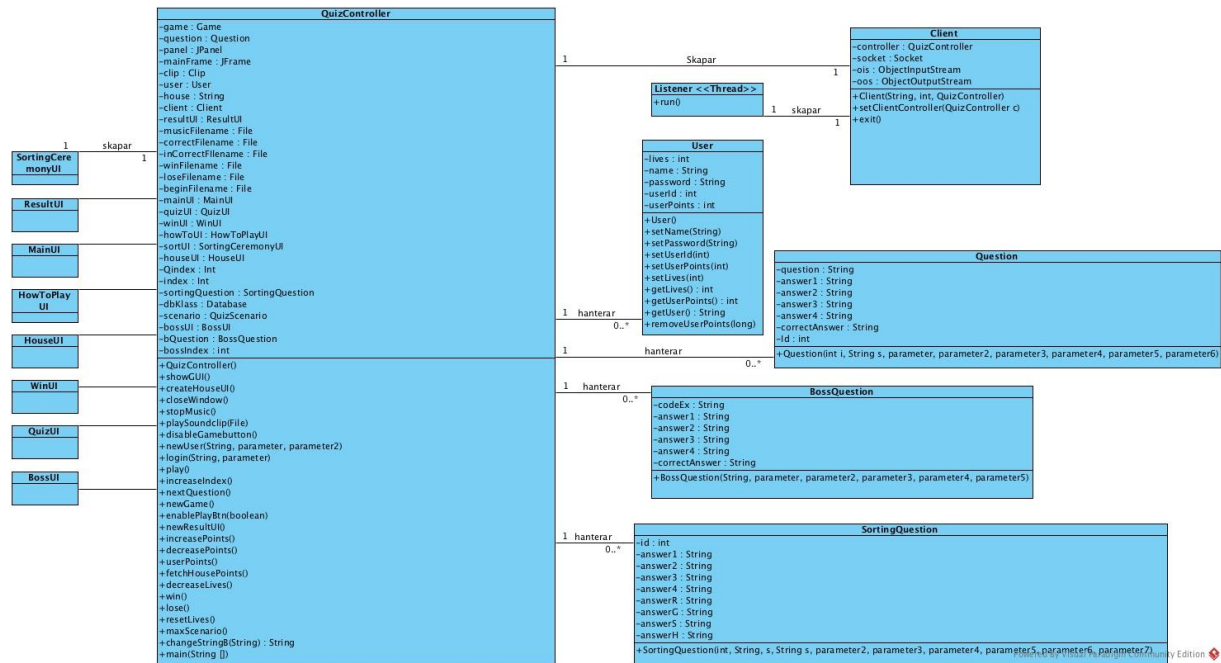 QuizController
-game : Game
-question : Question
-panel : JPanel
-mainFrame : JFrame
-clip : Clip
-user : User
-house : String
-client : Client
-resultUI : ResultUI
-musicFilename : File
-correctFilename : File
-inCorrectFIlename : File
-winFilename : File
-loseFilename : File
-beginFilename : File
-mainUI : MainUI
-quizUI : QuizUI
-winUI : WinUI
-howToUI : HowToPlayUI
-sortUI : SortingCeremonyUI
-houseUI : HouseUI
-Qindex : Int
-index : Int
-sortingQuestion : SortingQuestion
-dbKlass : Database
-scenario : QuizScenario
-bossUI : BossUI
-bQuestion : BossQuestion
-bossIndex : int
+QuizController()
+showGUI()
+createHouseUI()
+closeWindow()
+stopMusic()
+playSoundclip(File)
+disableGamebutton()
+newUser(String, parameter, parameter2)
+login(String, parameter)
+play()
+increaseIndex()
+nextQuestion()
+newGame()
+enablePlayBtn(boolean)
+newResultUI()
+increasePoints()
+decreasePoints()
+userPoints()
+fetchHousePoints()
+decreaseLives()
+win()
+lose()
+resetLives()
+maxScenario()
+changeStringB(String) : String
+main(String [])
1 skapar 1
SortingCere
monyUI
ResultUI
MainUI
HowToPlay
UI
HouseUI
WinUI
QuizUI
BossUI
1 Skapar 1
Client
-controller : QuizController
-socket : Socket
-ois : ObjectInputStream
-oos : ObjectOutputStream
+Client(String, int, QuizController)
+setClientController(QuizController c)
+exit()
Listener <<Thread>>
+run()
1 skapar 1
User
-lives : int
-name : String
-password : String
-userId : int
-userPoints : int
+User()
+setName(String)
+setPassword(String)
+setUserId(int)
+setUserPoints(int)
+setLives(int)
+getLives() : int
+getUserPoints() : int
+getUser() : String
+removeUserPoints(long)
1 hanterar 0..*
Question
-question : String
-answer1 : String
-answer2 : String
-answer3 : String
-answer4 : String
-correctAnswer : String
-Id : int
+Question(int i, String s, parameter, parameter2, parameter3, parameter4, parameter5, parameter6)
1 hanterar 0..*
BossQuestion
-codeEx : String
-answer1 : String
-answer2 : String
-answer3 : String
-answer4 : String
-correctAnswer : String
+BossQuestion(String, parameter, parameter2, parameter3, parameter4, parameter5)
1 hanterar 0..*
SortingQuestion
-id : int
-answer1 : String
-answer2 : String
-answer3 : String
-answer4 : String
-answerR : String
-answerG : String
-answerS : String
-answerH : String
+SortingQuestion(int, String, s, String s, parameter2, parameter3, parameter4, parameter5, parameter6, parameter7)
1 hanterar 0..*
Powered By Visual Paradigm Community Edition